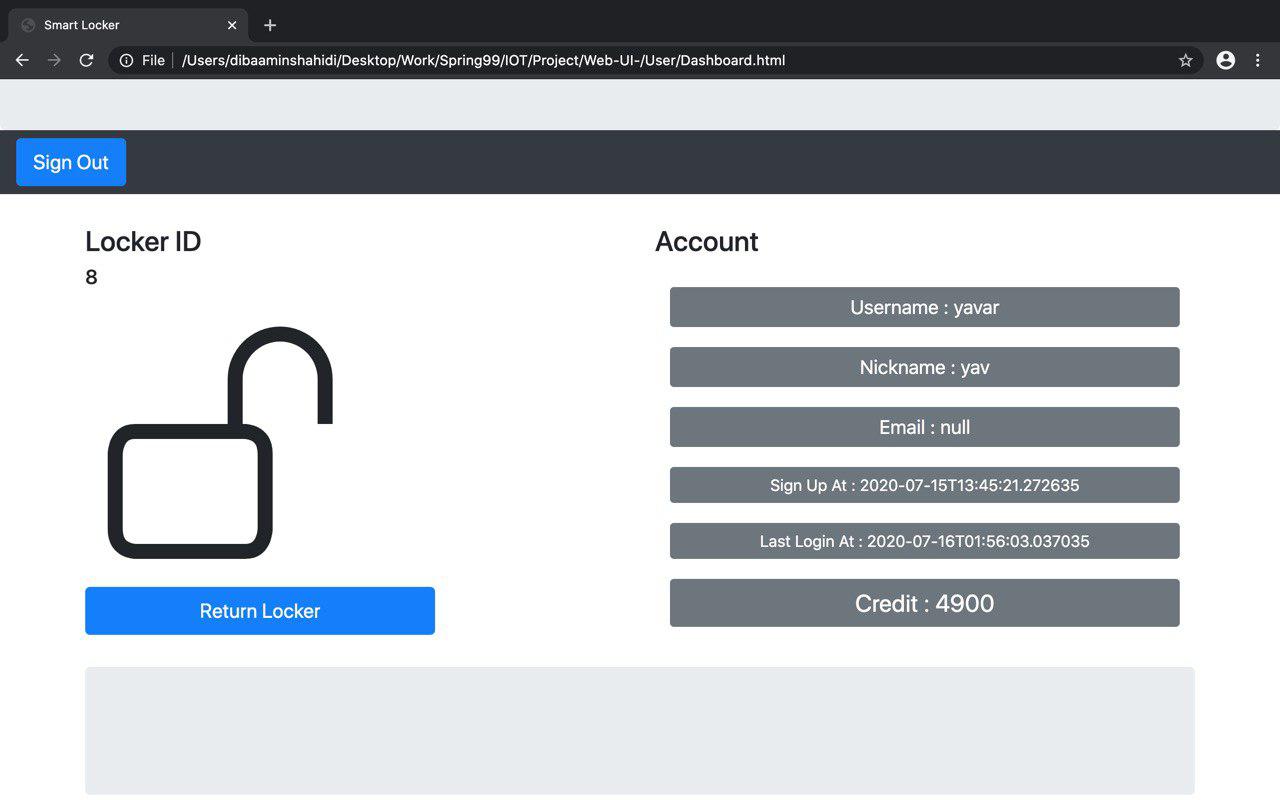 Smart Locker
File
/Users/dibaaminshahidi/Desktop/Work/Spring99/IOT/Project/Web-UI-/User/Dashboard.html
Sign Out
Locker ID
8
Return Locker
Account
Username : yavar
Nickname : yav
Email : null
Sign Up At : 2020-07-15T13:45:21.272635
Last Login At : 2020-07-16T01:56:03.037035
Credit : 4900